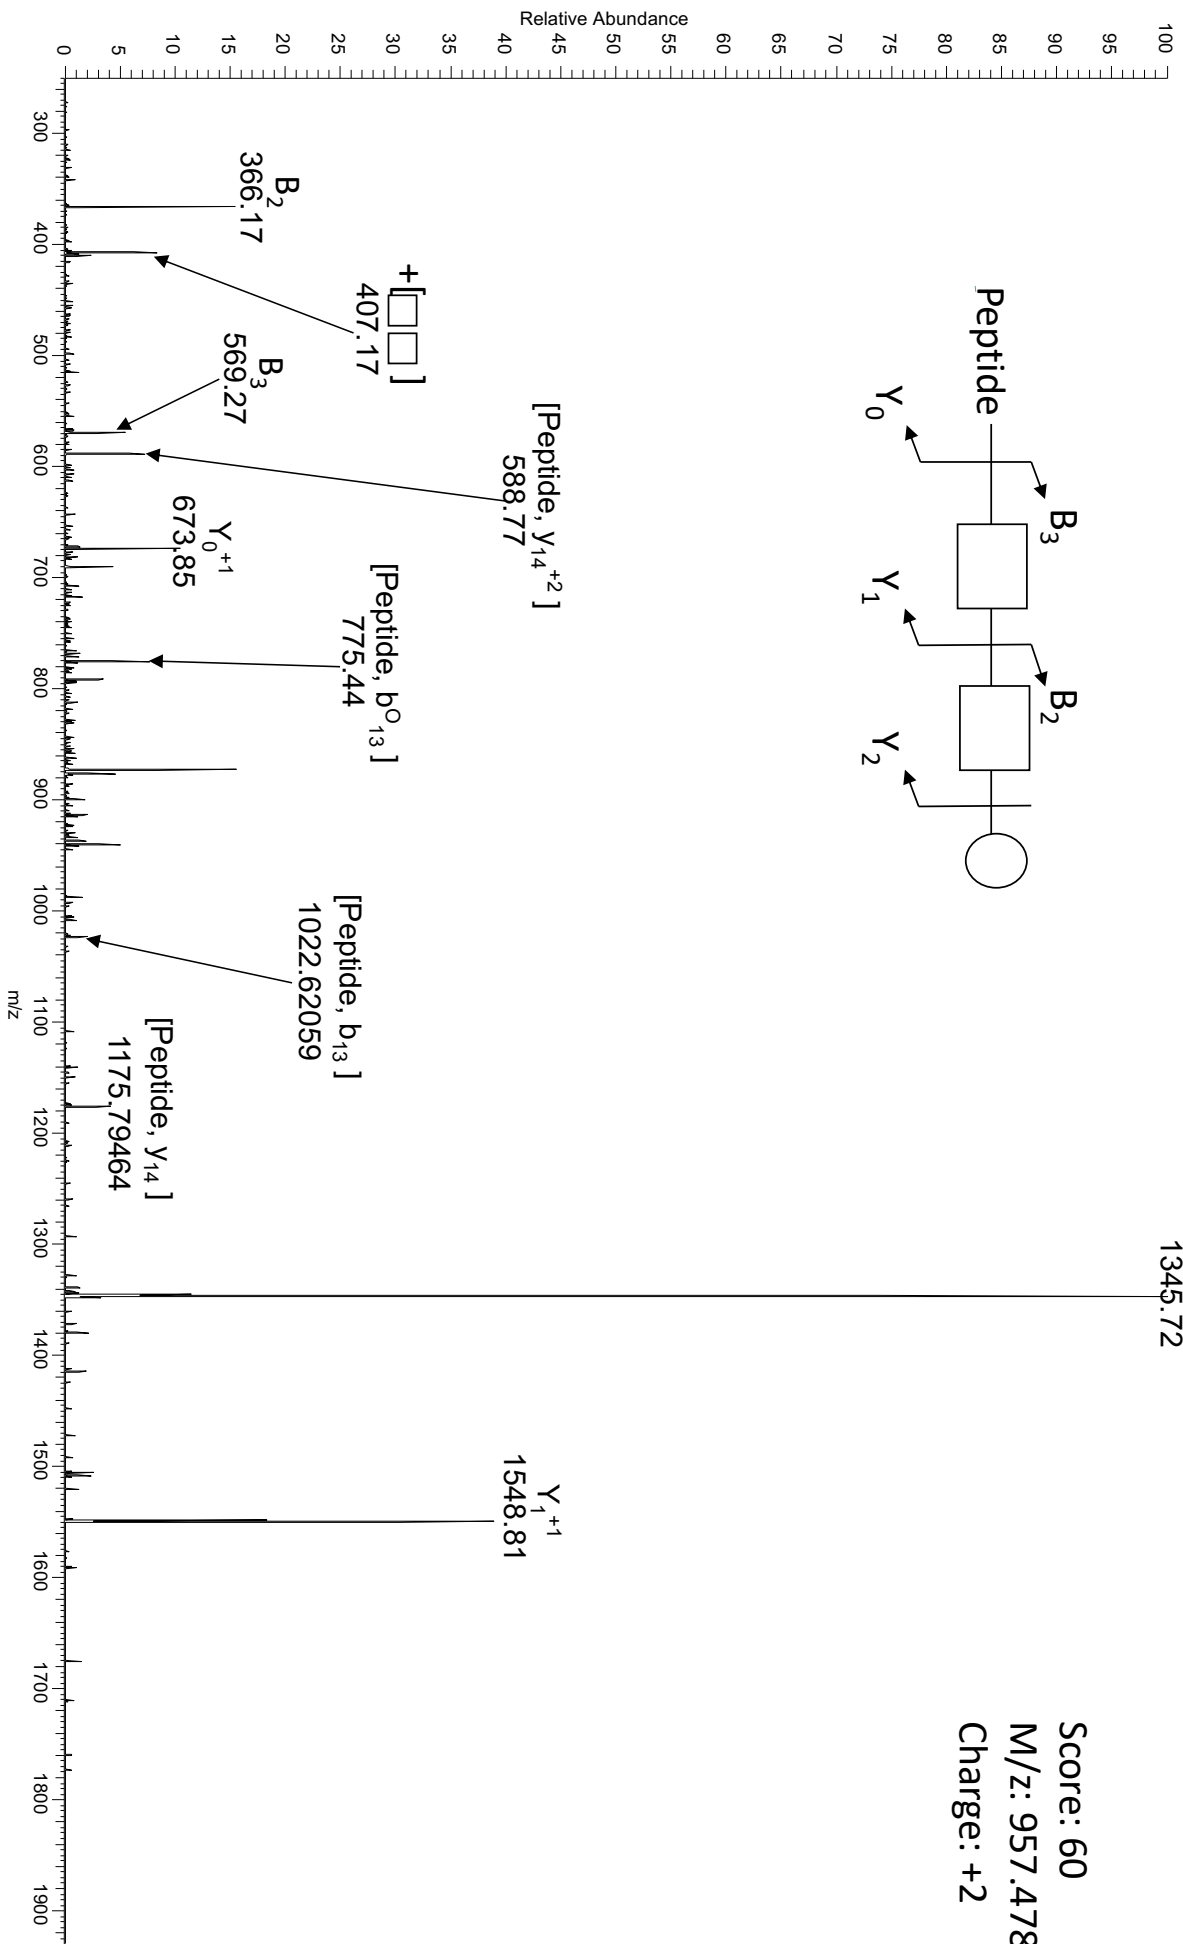 Score: 60
M/z: 957.478
Charge: +2
Peptide
Y0
B3
Y1
B2
Y2
1345.72
Y1+1
1548.81
[Peptide, y14+2 ]
588.77
+[□□ ]
407.17
[Peptide, bO13 ]
775.44
[Peptide, b13 ]
1022.62059
B2
366.17
B3
569.27
Y0+1
673.85
[Peptide, y14 ]
1175.79464
Relative Abundance
100
95
90
85
80
75
70
65
60
55
50
45
40
35
30
25
20
15
10
5
0
300 400 500 600 700 800 900 1000 1100 1200 1300 1400 1500 1600 1700 1800 1900
m/z